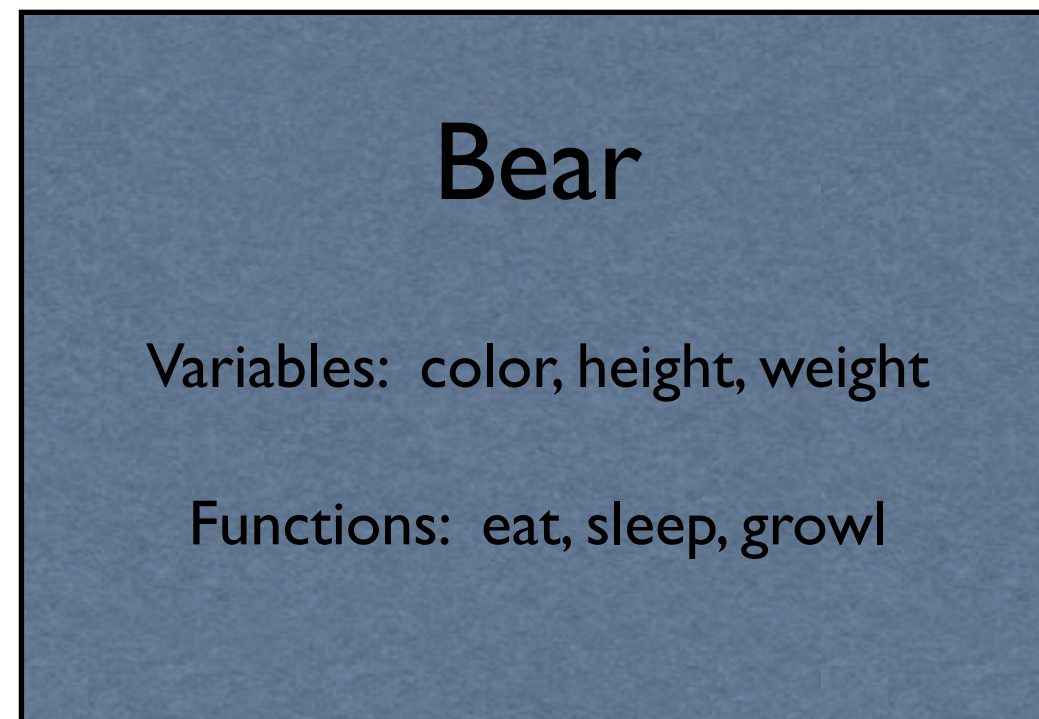 Bear
Variables: color, height, weight
Functions: eat, sleep, growl